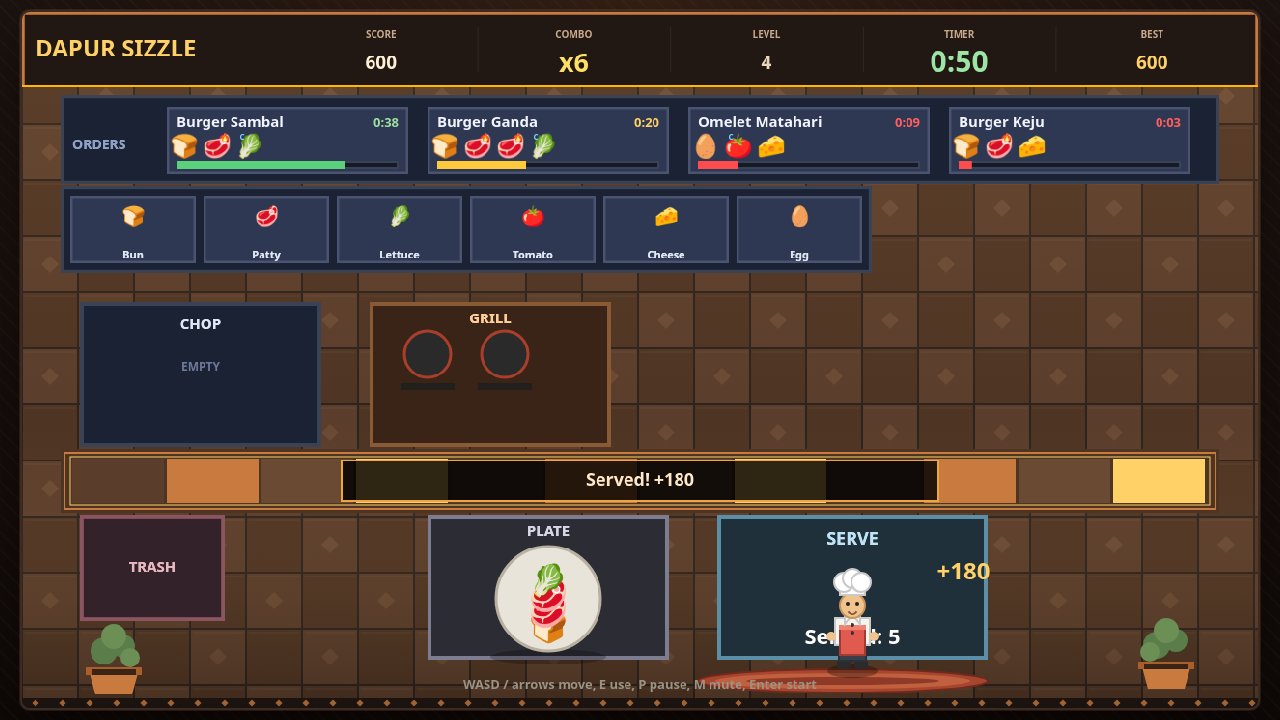 DAPUR SIZZLE
SCORE
600
COMBO
x6
LEVEL
4
TIMER
0:50
BEST
600
ORDERS
Burger Sambal 0:38
Burger Ganda 0:20
Omelet Matahari 0:09
Burger Keju 0:03
Bun
Patty
Lettuce
Tomato
Cheese
Egg
CHOP
EMPTY
GRILL
Served! +180
TRASH
PLATE
SERVE
+180
5
WASD / arrows move, E use, P pause, M mute, Enter start